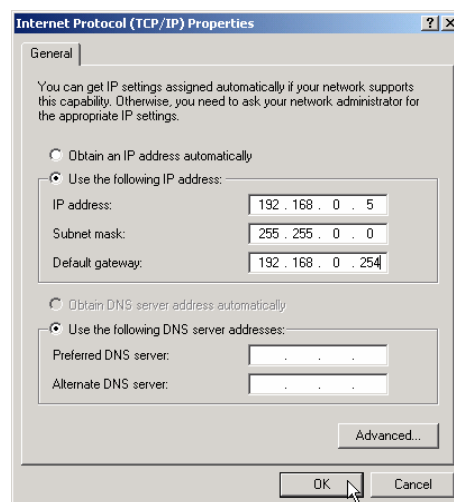 Internet Protocol (TCP/IP) Properties
General
You can get IP settings assigned automatically if your network supports
this capability. Otherwise, you need to ask your network administrator for
the appropriate IP settings.
Obtain an IP address automatically
Use the following IP address:
IP address: 192 . 168 . 0 . 5
Subnet mask: 255 . 255 . 0 . 0
Default gateway: 192 . 168 . 0 . 254
Obtain DNS server address automatically
Use the following DNS server addresses:
Preferred DNS server: . . .
Alternate DNS server: . . .
Advanced...
OK Cancel